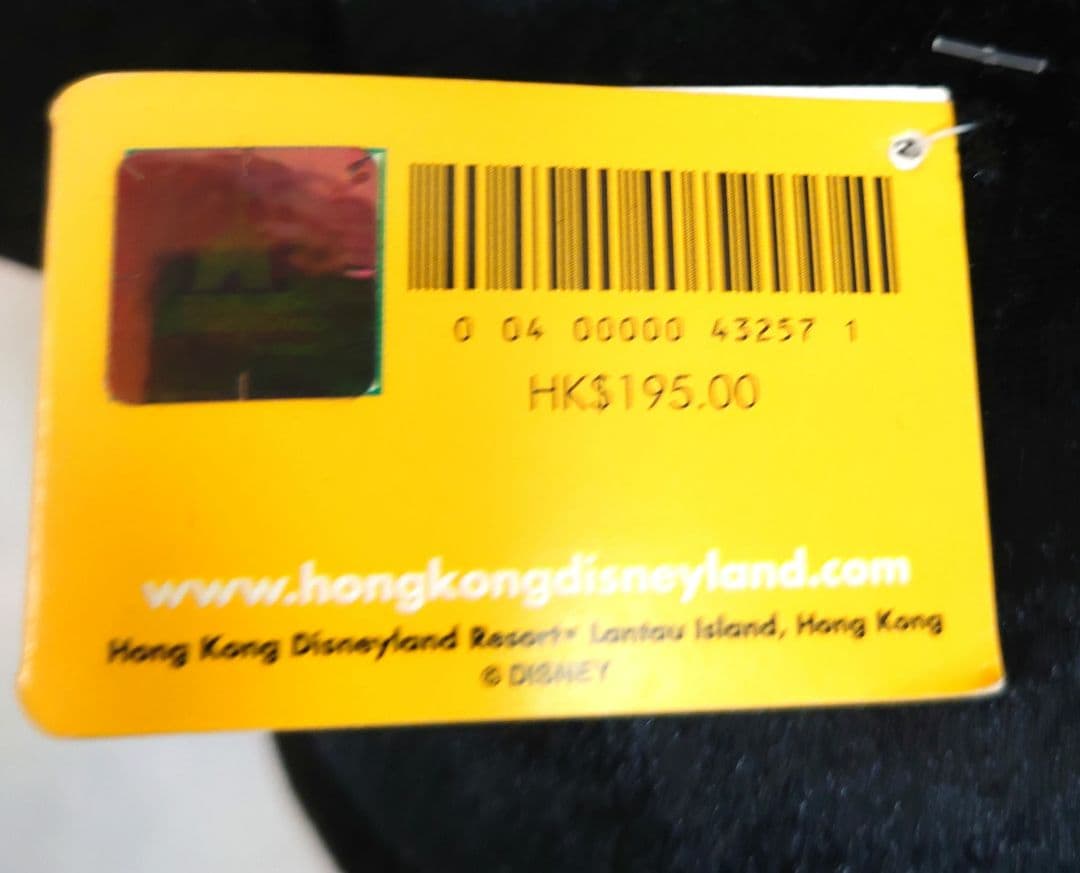 0 04 00000 43257 1
HK$195.00
www.hongkongdisneyland.com
Hong Kong Disneyland Resort™ Lantau Island, Hong Kong
© DISNEY